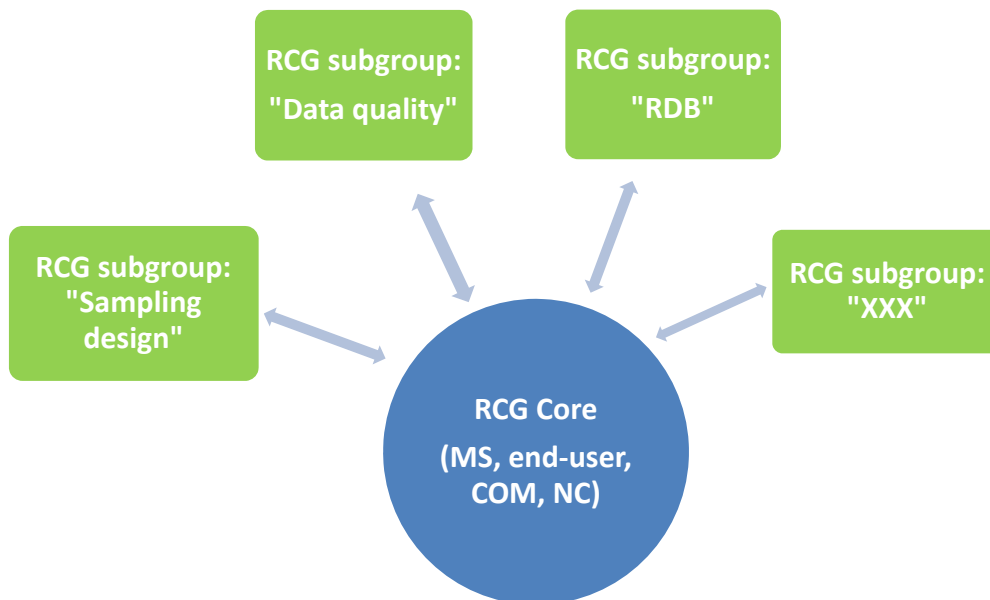 RCG subgroup:
"Data quality"
RCG subgroup:
"RDB"
RCG subgroup:
"Sampling
design"
RCG subgroup:
"XXX"
RCG Core
(MS, end-user,
COM, NC)